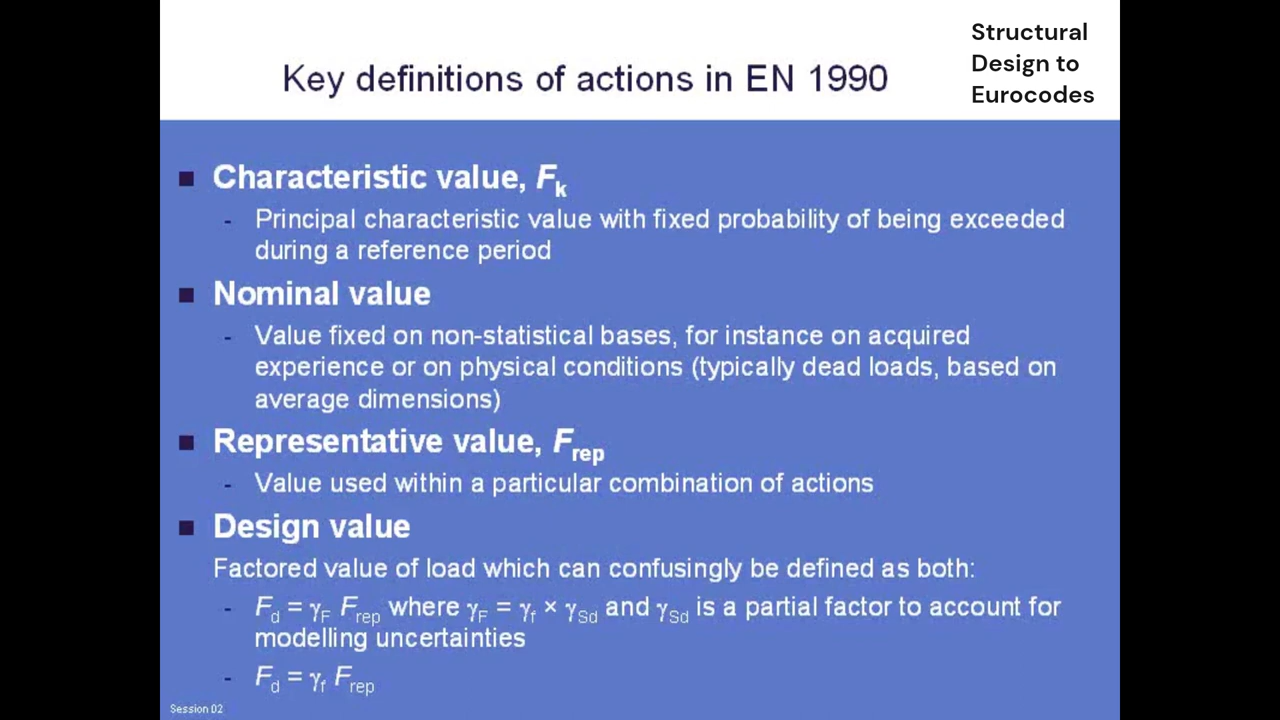 Structural
Design to
Eurocodes
Key definitions of actions in EN 1990
■ Characteristic value, Fk
- Principal characteristic value with fixed probability of being exceeded
during a reference period
■ Nominal value
- Value fixed on non-statistical bases, for instance on acquired
experience or on physical conditions (typically dead loads, based on
average dimensions)
■ Representative value, Frep
- Value used within a particular combination of actions
■ Design value
Factored value of load which can confusingly be defined as both:
- Fd = γF Frep where γF = γf × γSd and γSd is a partial factor to account for
modelling uncertainties
- Fd = γf Frep
Session 02